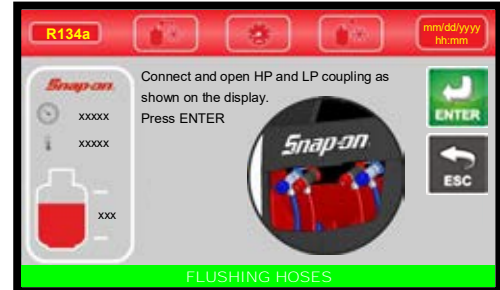 R134a
mm/dd/yyyy
hh:mm
Snap-on
xxxxx
xxxxx
xxx
Connect and open HP and LP coupling as
shown on the display.
Press ENTER
Snap-on
ENTER
ESC
FLUSHING HOSES